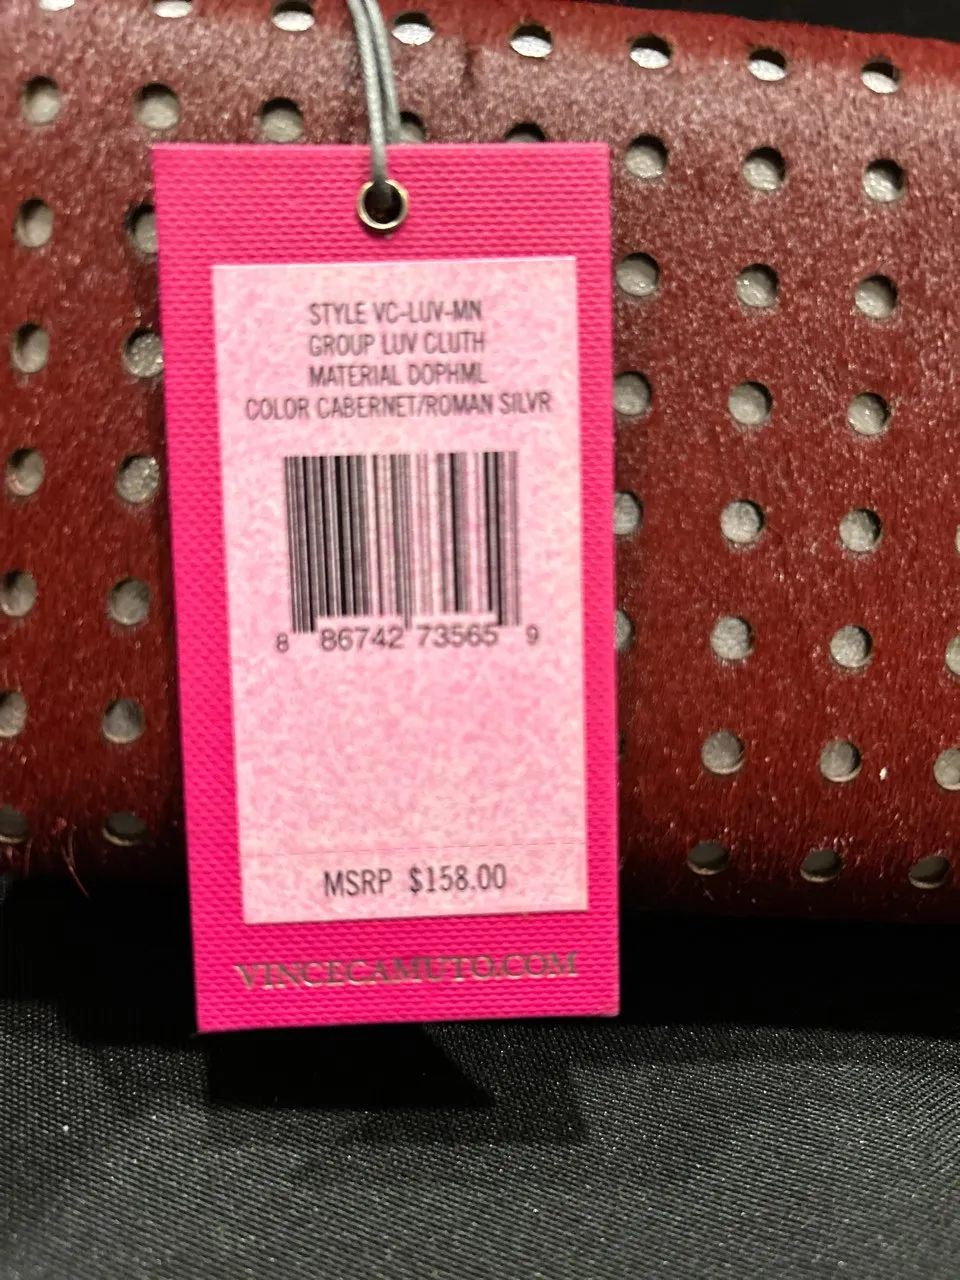 STYLE VC-LUV-MN
GROUP LUV CLUTH
MATERIAL DOPHML
COLOR CABERNET/ROMAN SILVR
8 86742 73565 9
MSRP $158.00
VINCECAMUTO.COM